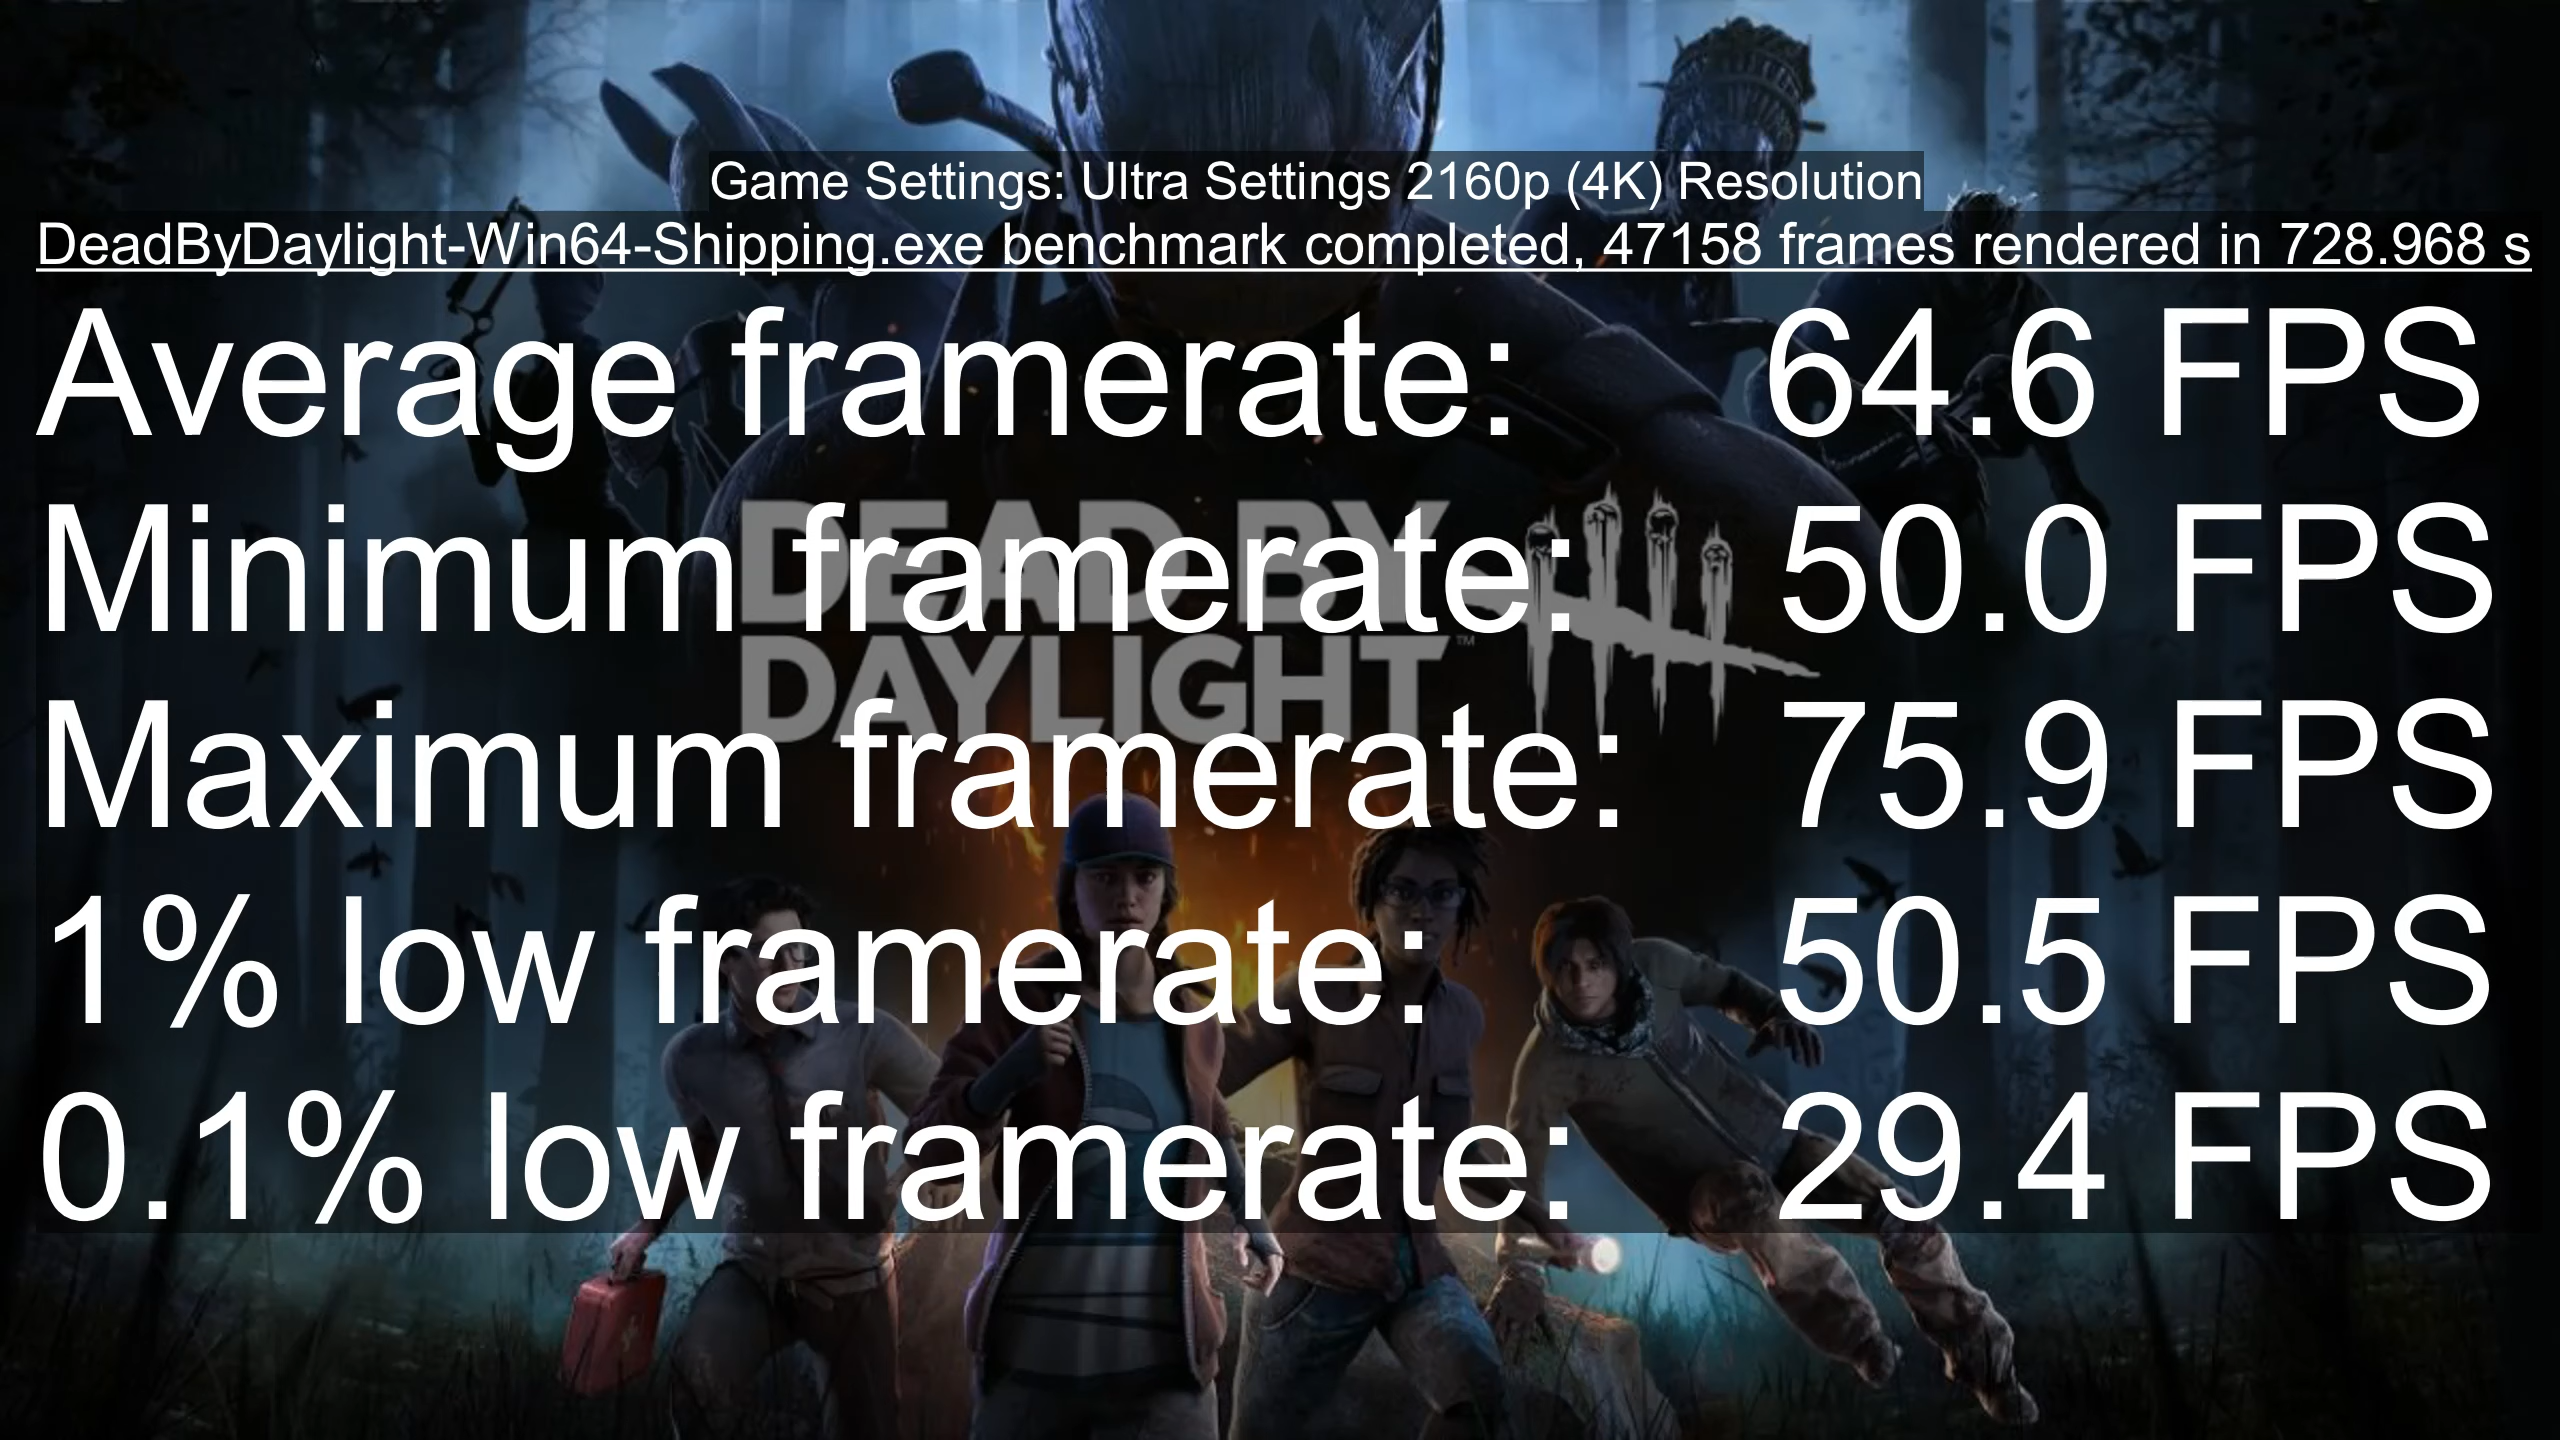 Game Settings: Ultra Settings 2160p (4K) Resolution
DeadByDaylight-Win64-Shipping.exe benchmark completed, 47158 frames rendered in 728.968 s
Average framerate: 64.6 FPS
Minimum framerate: 50.0 FPS
DEAD BY
DAYLIGHT™
Maximum framerate: 75.9 FPS
1% low framerate: 50.5 FPS
0.1% low framerate: 29.4 FPS